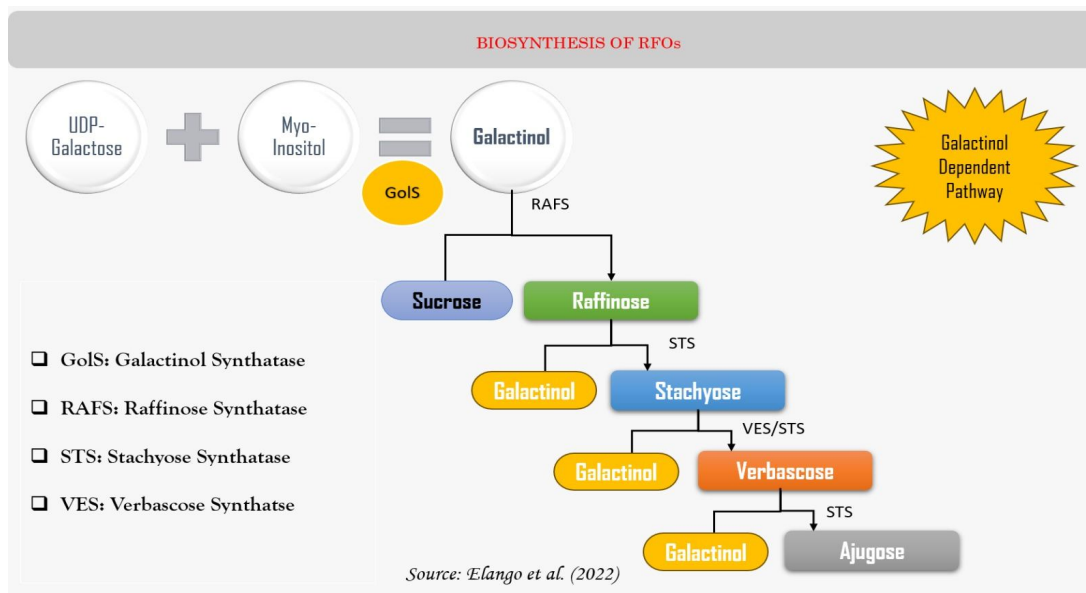 BIOSYNTHESIS OF RFOs
UDP-
Galactose
Myo-
Inositol
Galactinol
GolS
Galactinol
Dependent
Pathway
RAFS
Sucrose
Raffinose
STS
Galactinol
Stachyose
VES/STS
Galactinol
Verbascose
STS
Galactinol
Ajugose
GolS: Galactinol Synthatase
RAFS: Raffinose Synthatase
STS: Stachyose Synthatase
VES: Verbascose Synthatse
Source: Elango et al. (2022)